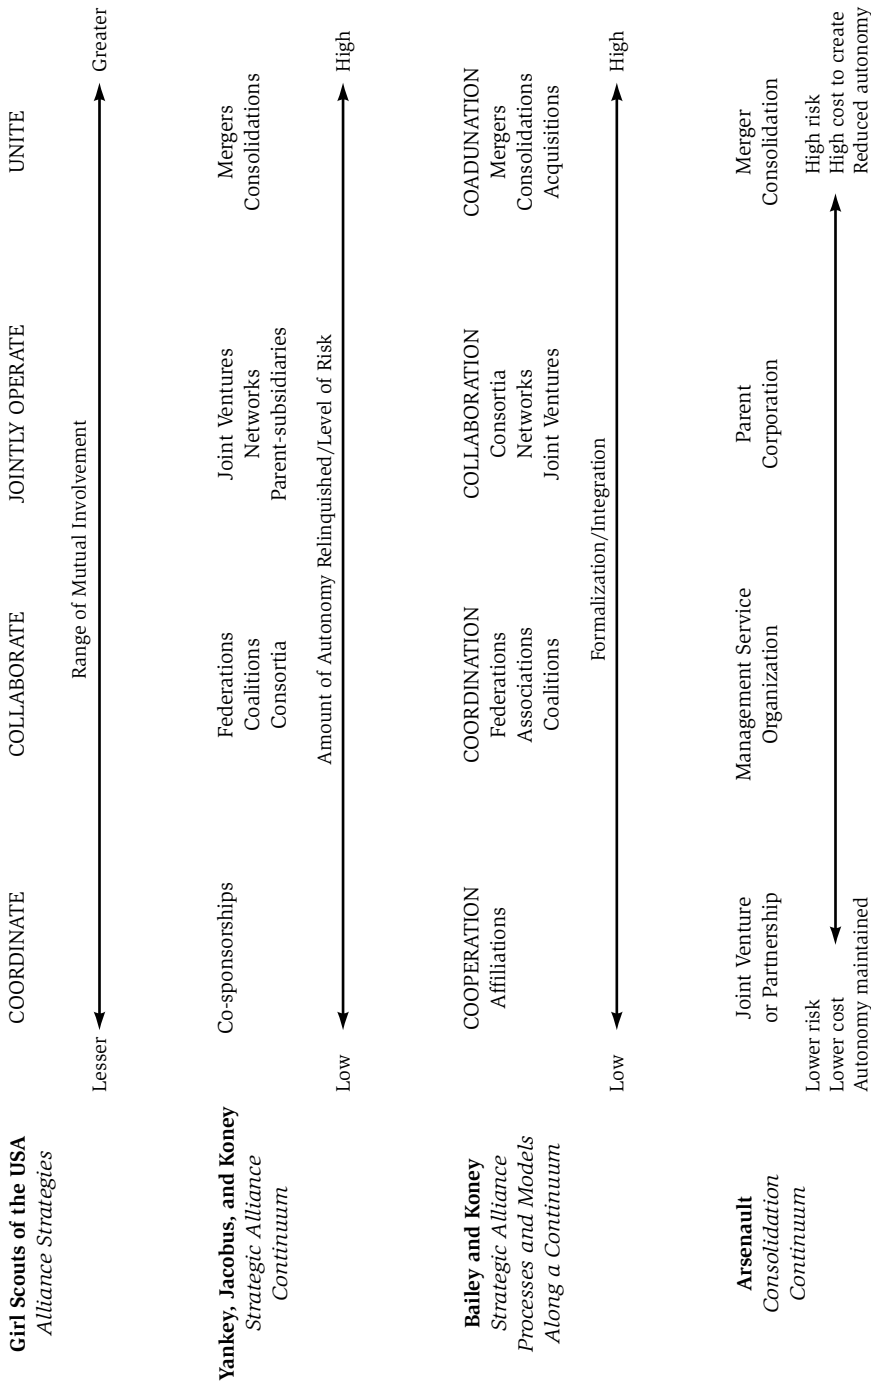 Girl Scouts of the USA
Alliance Strategies
COORDINATE
COLLABORATE
JOINTLY OPERATE
UNITE
Range of Mutual Involvement
Lesser
Greater
Yankey, Jacobus, and Koney
Strategic Alliance
Continuum
Co-sponsorships
Federations
Coalitions
Consortia
Joint Ventures
Networks
Parent-subsidiaries
Mergers
Consolidations
Amount of Autonomy Relinquished/Level of Risk
Low
High
Bailey and Koney
Strategic Alliance
Processes and Models
Along a Continuum
COOPERATION
Affiliations
COORDINATION
Federations
Associations
Coalitions
COLLABORATION
Consortia
Networks
Joint Ventures
COADUNATION
Mergers
Consolidations
Acquisitions
Formalization/Integration
Low
High
Arsenault
Consolidation
Continuum
Joint Venture
or Partnership
Management Service
Organization
Parent
Corporation
Merger
Consolidation
Lower risk
Lower cost
Autonomy maintained
High risk
High cost to create
Reduced autonomy